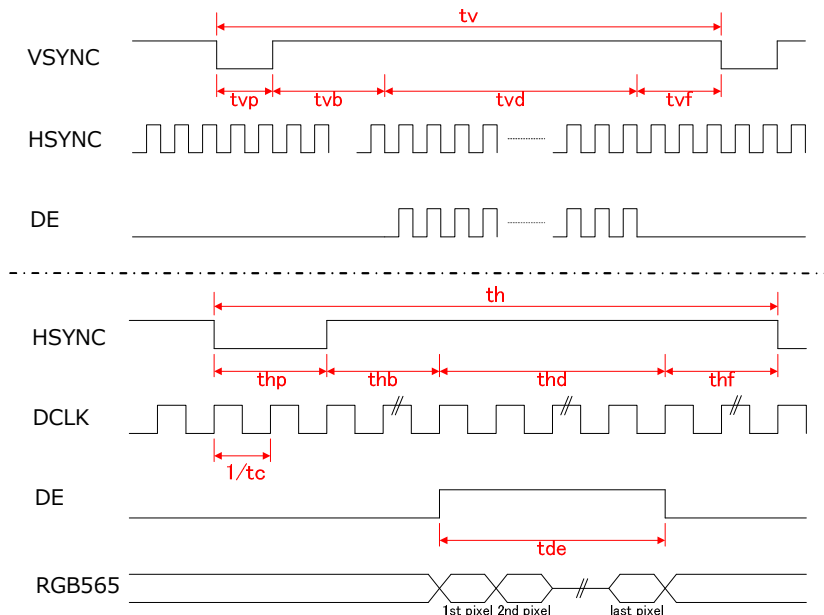 tv
VSYNC
tvp tvb tvd tvf
HSYNC
DE
th
HSYNC
thp thb thd thf
DCLK
1/tc
DE
tde
RGB565
1st pixel 2nd pixel last pixel